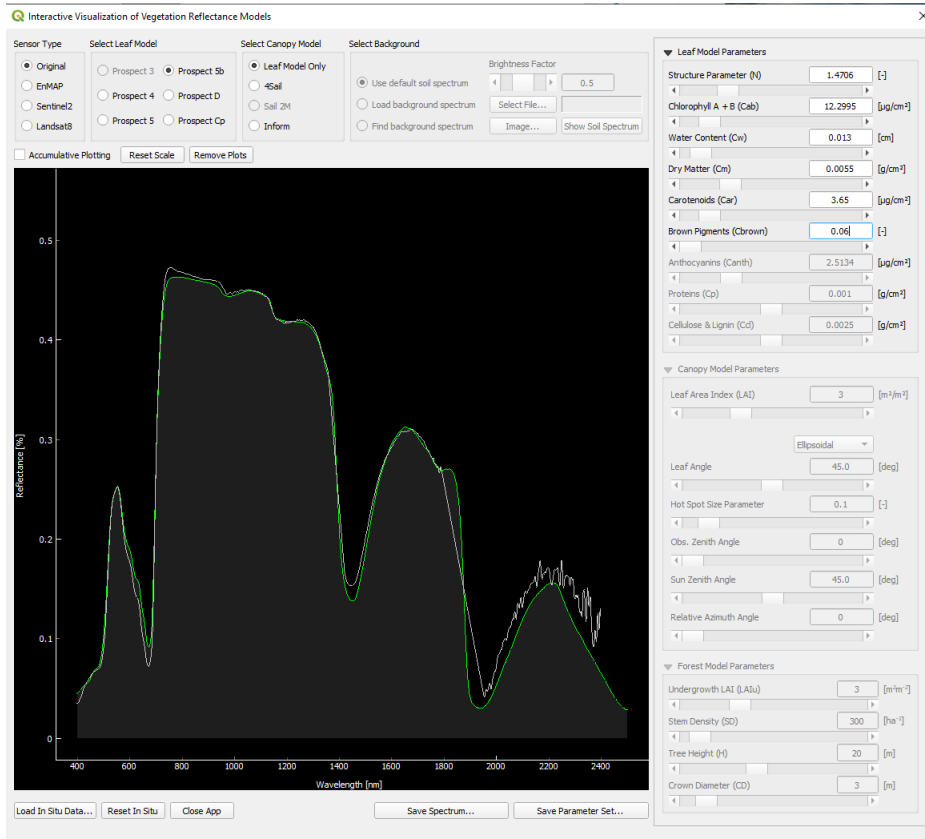 Interactive Visualization of Vegetation Reflectance Models
Sensor Type
Original
EnMAP
Sentinel2
Landsat8
Select Leaf Model
Prospect 3 Prospect 5b
Prospect 4 Prospect D
Prospect 5 Prospect Cp
Select Canopy Model
Leaf Model Only
4Sail
Sail 2M
Inform
Select Background
Brightness Factor
Use default soil spectrum 0.5
Load background spectrum Select File...
Find background spectrum Image... Show Soil Spectrum
Accumulative Plotting Reset Scale Remove Plots
0.5
0.4
0.3
0.2
0.1
0
Reflectance [%]
400 600 800 1000 1200 1400 1600 1800 2000 2200 2400
Wavelength [nm]
Load In Situ Data... Reset In Situ Close App Save Spectrum... Save Parameter Set...
Leaf Model Parameters
Structure Parameter (N) 1.4706 [-]
Chlorophyll A + B (Cab) 12.2995 [µg/cm²]
Water Content (Cw) 0.013 [cm]
Dry Matter (Cm) 0.0055 [g/cm²]
Carotenoids (Car) 3.65 [µg/cm²]
Brown Pigments (Cbrown) 0.06 [-]
Anthocyanins (Canth) 2.5134 [µg/cm²]
Proteins (Cp) 0.001 [g/cm²]
Cellulose & Lignin (Ccl) 0.0025 [g/cm²]
Canopy Model Parameters
Leaf Area Index (LAI) 3 [m²/m²]
Ellipsoidal
Leaf Angle 45.0 [deg]
Hot Spot Size Parameter 0.1 [-]
Obs. Zenith Angle 0 [deg]
Sun Zenith Angle 45.0 [deg]
Relative Azimuth Angle 0 [deg]
Forest Model Parameters
Undergrowth LAI (LAIu) 3 [m²m⁻²]
Stem Density (SD) 300 [ha⁻¹]
Tree Height (H) 20 [m]
Crown Diameter (CD) 3 [m]